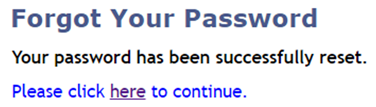 Forgot Your Password
Your password has been successfully reset.
Please click here to continue.